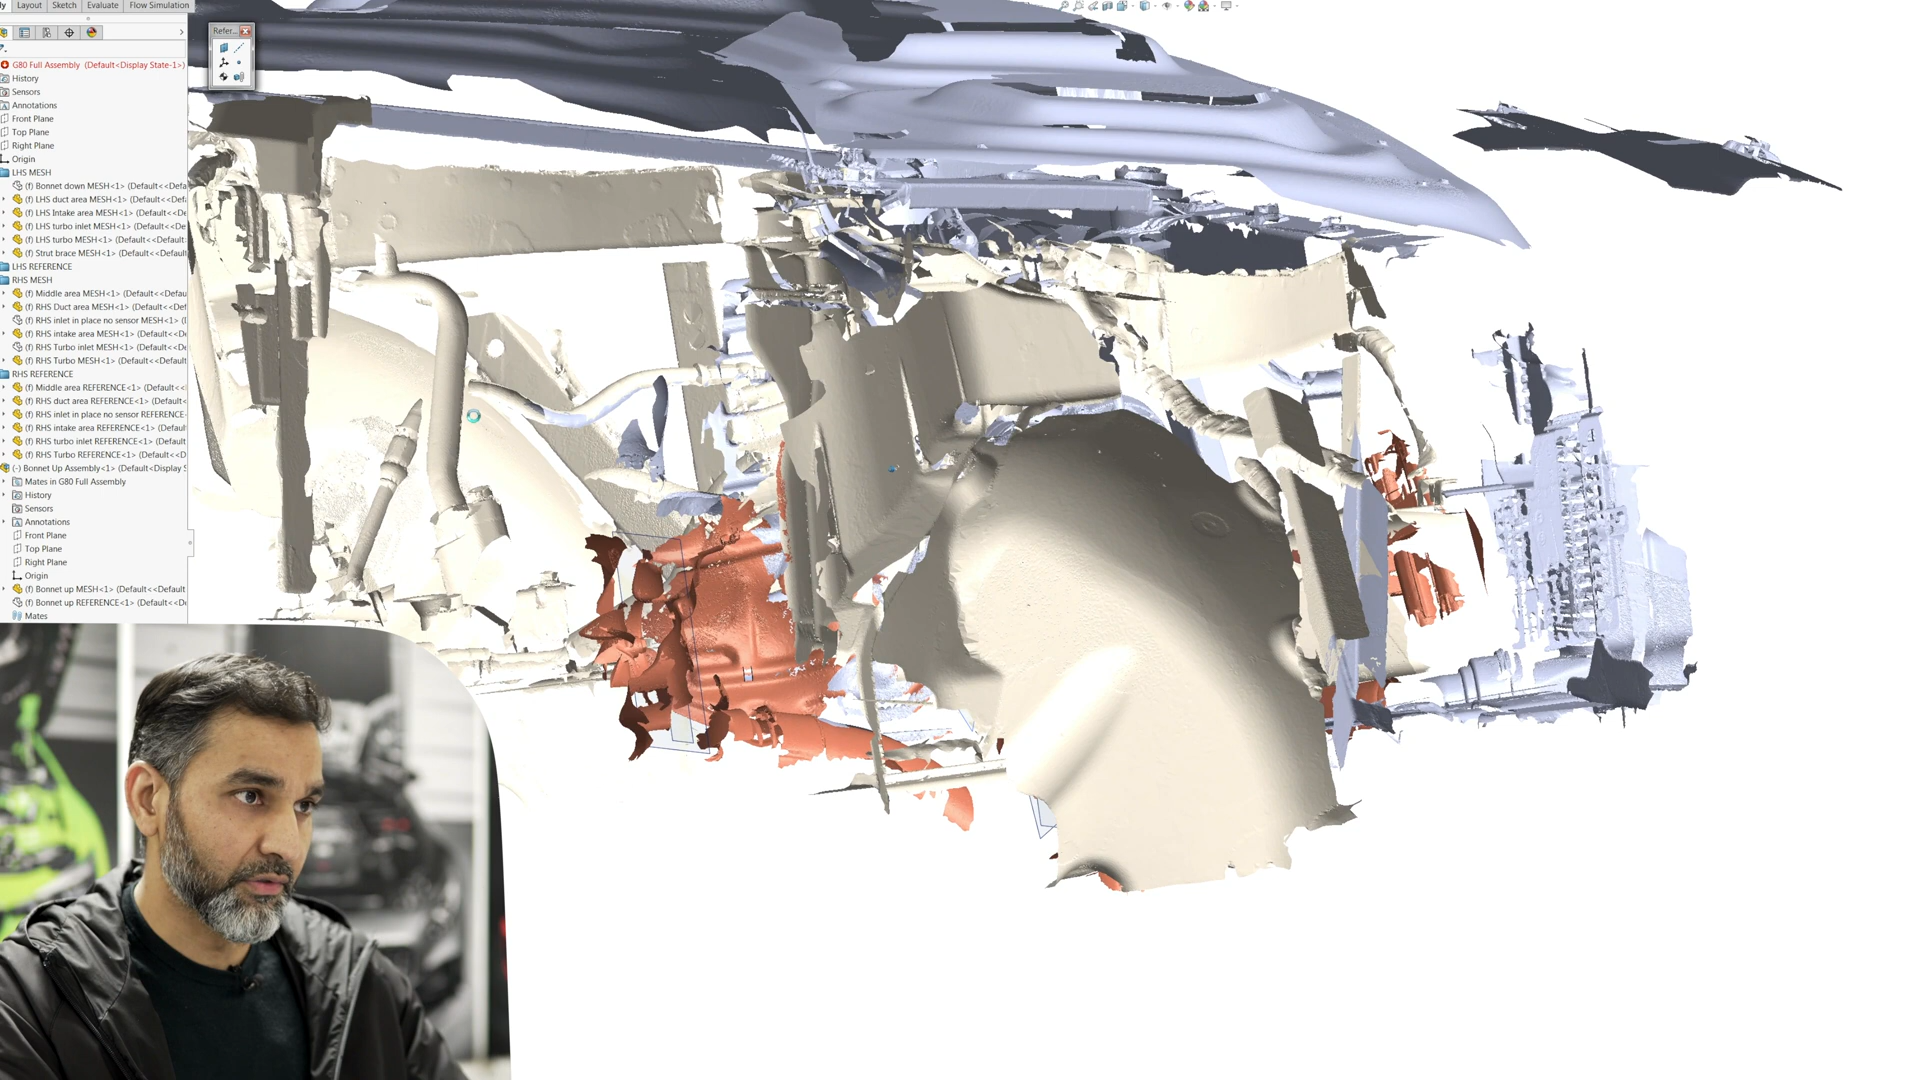 Layout Sketch Evaluate Flow Simulation
Refer...
G80 Full Assembly (Default<Display State-1>)
History
Sensors
Annotations
Front Plane
Top Plane
Right Plane
Origin
LHS MESH
(f) Bonnet down MESH<1> (Default<<Defa
(f) LHS duct area MESH<1> (Default<<Def
(f) LHS Intake area MESH<1> (Default<<De
(f) LHS turbo inlet MESH<1> (Default<<De
(f) LHS turbo MESH<1> (Default<<Default
(f) Strut brace MESH<1> (Default<<Defaul
LHS REFERENCE
RHS MESH
(f) Middle area MESH<1> (Default<<Defau
(f) RHS Duct area MESH<1> (Default<<Def
(f) RHS inlet in place no sensor MESH<1> (
(f) RHS intake area MESH<1> (Default<<De
(f) RHS Turbo inlet MESH<1> (Default<<De
(f) RHS Turbo MESH<1> (Default<<Default
RHS REFERENCE
(f) Middle area REFERENCE<1> (Default<<
(f) RHS duct area REFERENCE<1> (Default<
(f) RHS inlet in place no sensor REFERENCE
(f) RHS intake area REFERENCE<1> (Default
(f) RHS turbo inlet REFERENCE<1> (Default
(f) RHS Turbo REFERENCE<1> (Default<<D
(-) Bonnet Up Assembly<1> (Default<Display S
Mates in G80 Full Assembly
History
Sensors
Annotations
Front Plane
Top Plane
Right Plane
Origin
(f) Bonnet up MESH<1> (Default<<Default
(f) Bonnet up REFERENCE<1> (Default<<De
Mates